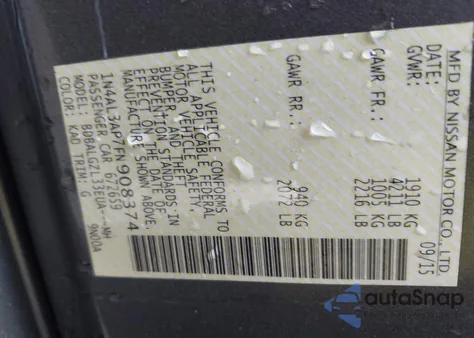 MFD BY NISSAN MOTOR CO., LTD.
09/15
GVWR: 1910 KG
4211 LB
GAWR FR.: 1005 KG
2216 LB
GAWR RR.: 940 KG
2072 LB
THIS VEHICLE CONFORMS TO
ALL APPLICABLE FEDERAL
MOTOR VEHICLE SAFETY,
BUMPER, AND THEFT
PREVENTION STANDARDS IN
EFFECT ON THE DATE OF
MANUFACTURE SHOWN ABOVE.
1N4AL3AP7FN908374
PASSENGER CAR
COLOR: KAD TRIM: G
autoSnap